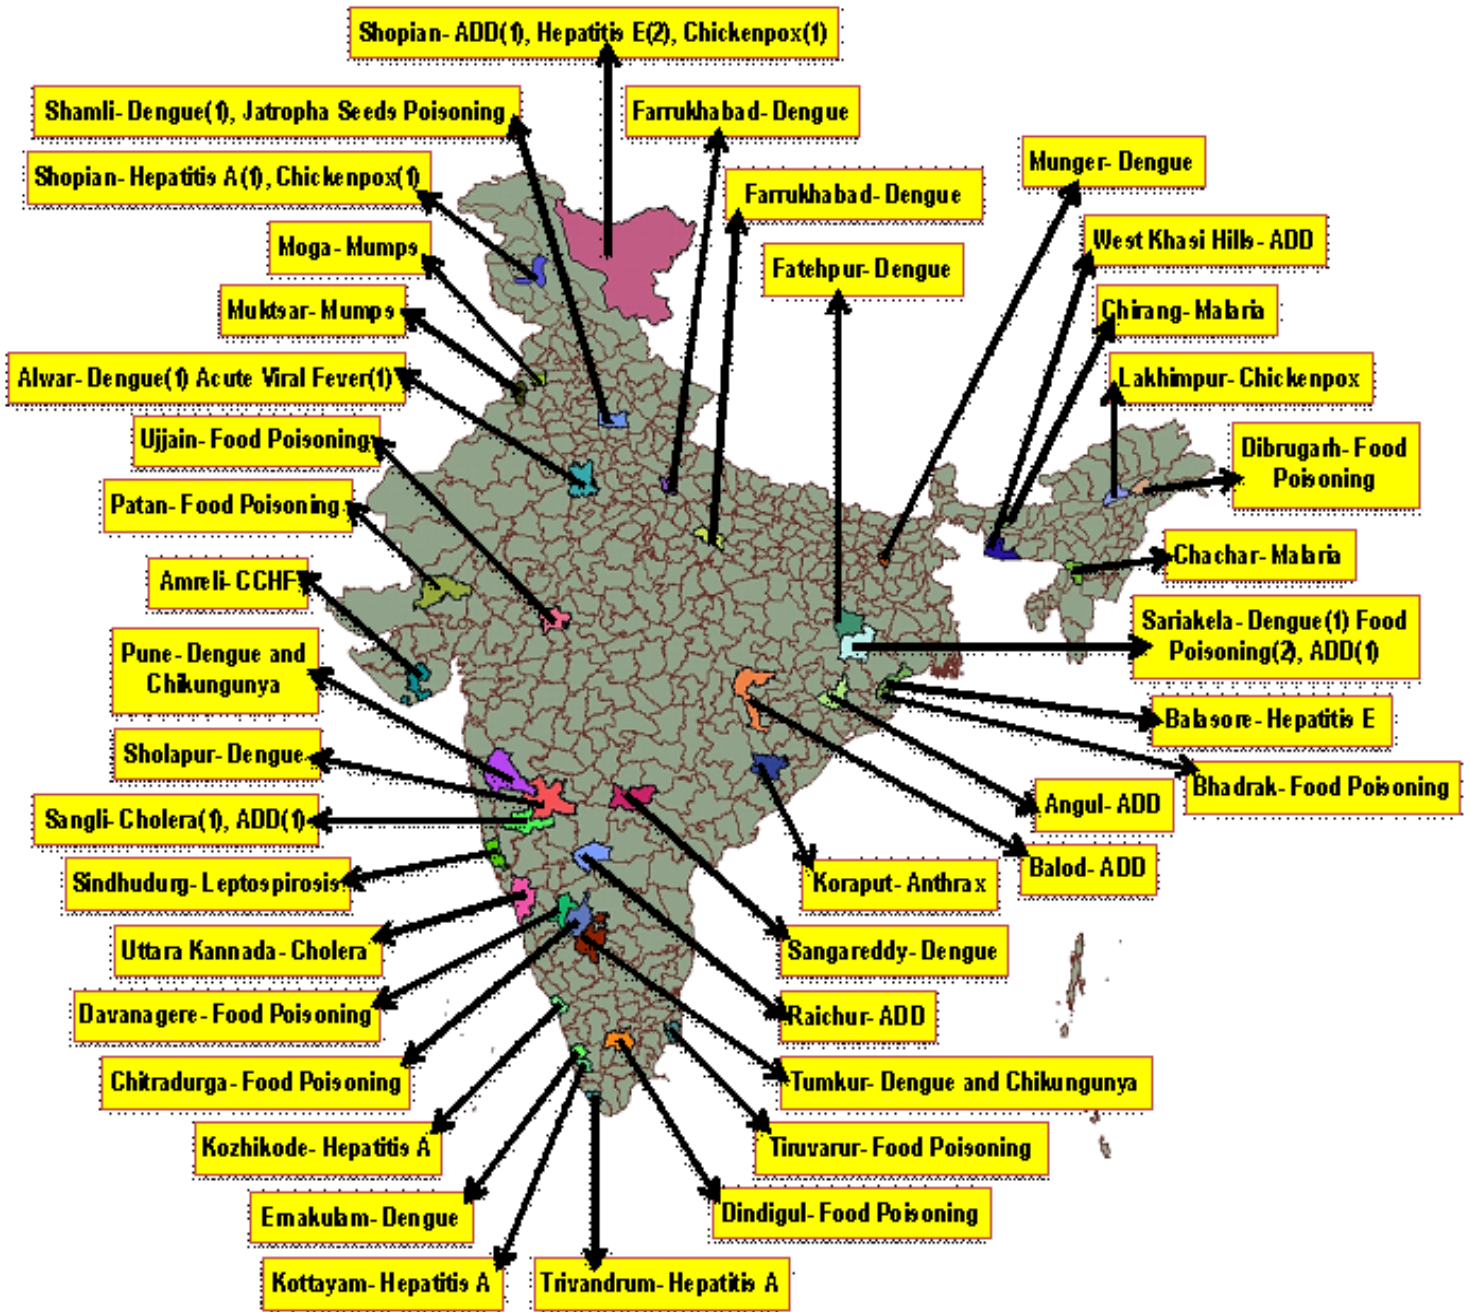 Shopian- ADD(1), Hepatitis E(2), Chickenpox(1)
Shamli- Dengue(1), Jatropha Seeds Poisoning
Farrukhabad- Dengue
Shopian- Hepatitis A(1), Chickenpox(1)
Farrukhabad- Dengue
Munger- Dengue
Moga- Mumps
Fatehpur- Dengue
West Khasi Hills- ADD
Muktsar- Mumps
Chirang- Malaria
Alwar- Dengue(1) Acute Viral Fever(1)
Lakhimpur- Chickenpox
Ujjain- Food Poisoning
Dibrugarh- Food
Poisoning
Patan- Food Poisoning
Chachar- Malaria
Amreli- CCHF
Sariakela- Dengue(1) Food
Poisoning(2), ADD(1)
Pune- Dengue and
Chikungunya
Balasore- Hepatitis E
Sholapur- Dengue
Bhadrak- Food Poisoning
Angul- ADD
Sangli- Cholera(1), ADD(1)
Balod- ADD
Sindhudurg- Leptospirosis
Koraput- Anthrax
Uttara Kannada- Cholera
Sangareddy- Dengue
Davanagere- Food Poisoning
Raichur- ADD
Chitradurga- Food Poisoning
Tumkur- Dengue and Chikungunya
Kozhikode- Hepatitis A
Tiruvarur- Food Poisoning
Ernakulam- Dengue
Dindigul- Food Poisoning
Kottayam- Hepatitis A
Trivandrum- Hepatitis A